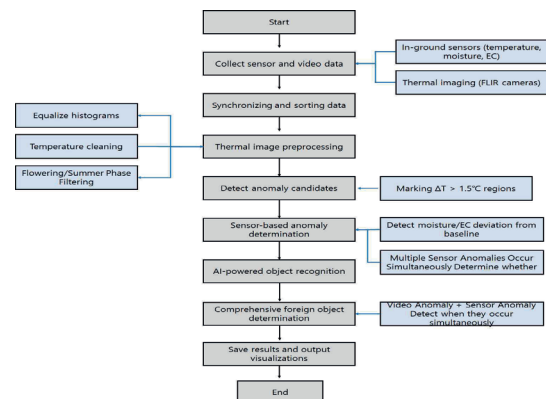 Start
Collect sensor and video data
In-ground sensors (temperature,
moisture, EC)
Thermal imaging (FLIR cameras)
Synchronizing and sorting data
Equalize histograms
Temperature cleaning
Flowering/Summer Phase
Filtering
Thermal image preprocessing
Detect anomaly candidates
Marking ΔT > 1.5℃ regions
Sensor-based anomaly
determination
Detect moisture/EC deviation from
baseline
Multiple Sensor Anomalies Occur
Simultaneously Determine whether
AI-powered object recognition
Comprehensive foreign object
determination
Video Anomaly + Sensor Anomaly
Detect when they occur
simultaneously
Save results and output
visualizations
End